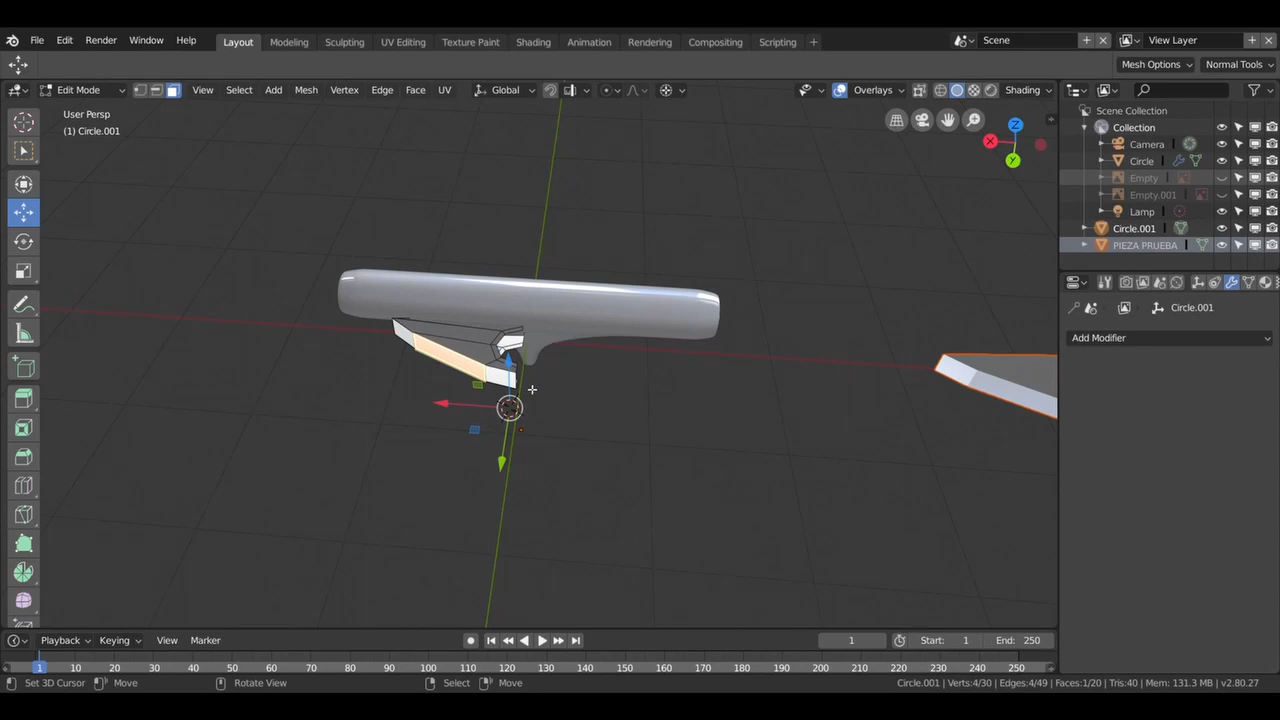 File Edit Render Window Help Layout Modeling Sculpting UV Editing Texture Paint Shading Animation Rendering Compositing Scripting + Scene View Layer
Mesh Options Normal Tools
Edit Mode View Select Add Mesh Vertex Edge Face UV Global Overlays Shading
User Persp
(1) Circle.001
Z
X
Y
Scene Collection
Collection
Camera
Circle
Empty
Empty.001
Lamp
Circle.001
PIEZA PRUEBA
Circle.001
Add Modifier
Playback Keying View Marker 1 Start: 1 End: 250
1 10 20 30 40 50 60 70 80 90 100 110 120 130 140 150 160 170 180 190 200 210 220 230 240 250
Set 3D Cursor Move Rotate View Select Move Circle.001 | Verts:4/30 | Edges:4/49 | Faces:1/20 | Tris:40 | Mem: 131.3 MB | v2.80.27